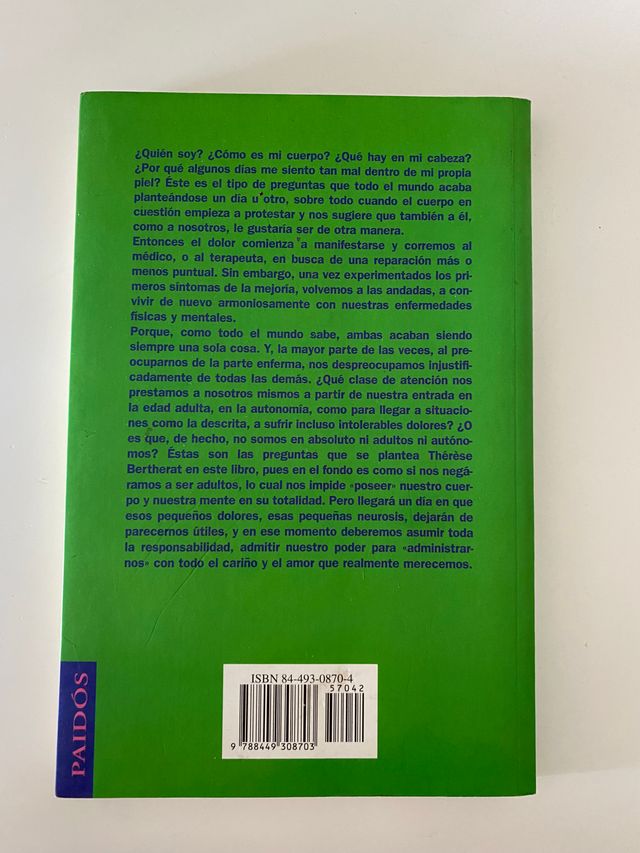 ¿Quién soy? ¿Cómo es mi cuerpo? ¿Qué hay en mi cabeza?
¿Por qué algunos días me siento tan mal dentro de mi propia
piel? Éste es el tipo de preguntas que todo el mundo acaba
planteándose un día u otro, sobre todo cuando el cuerpo en
cuestión empieza a protestar y nos sugiere que también a él,
como a nosotros, le gustaría ser de otra manera.
Entonces el dolor comienza a manifestarse y corremos al
médico, o al terapeuta, en busca de una reparación más o
menos puntual. Sin embargo, una vez experimentados los pri-
meros síntomas de la mejoría, volvemos a las andadas, a con-
vivir de nuevo armoniosamente con nuestras enfermedades
físicas y mentales.
Porque, como todo el mundo sabe, ambas acaban siendo
siempre una sola cosa. Y, la mayor parte de las veces, al pre-
ocuparnos de la parte enferma, nos despreocupamos injustifi-
cadamente de todas las demás. ¿Qué clase de atención nos
prestamos a nosotros mismos a partir de nuestra entrada en
la edad adulta, en la autonomía, como para llegar a situacio-
nes como la descrita, a sufrir incluso intolerables dolores? ¿O
es que, de hecho, no somos en absoluto ni adultos ni autóno-
mos? Éstas son las preguntas que se plantea Thérèse
Bertherat en este libro, pues en el fondo es como si nos negá-
ramos a ser adultos, lo cual nos impide «poseer» nuestro cuer-
po y nuestra mente en su totalidad. Pero llegará un día en que
esos pequeños dolores, esas pequeñas neurosis, dejarán de
parecernos útiles, y en ese momento deberemos asumir toda
la responsabilidad, admitir nuestro poder para «administrar-
nos» con todo el cariño y el amor que realmente merecemos.
PAIDÓS
ISBN 84-493-0870-4
57042
9 788449 308703